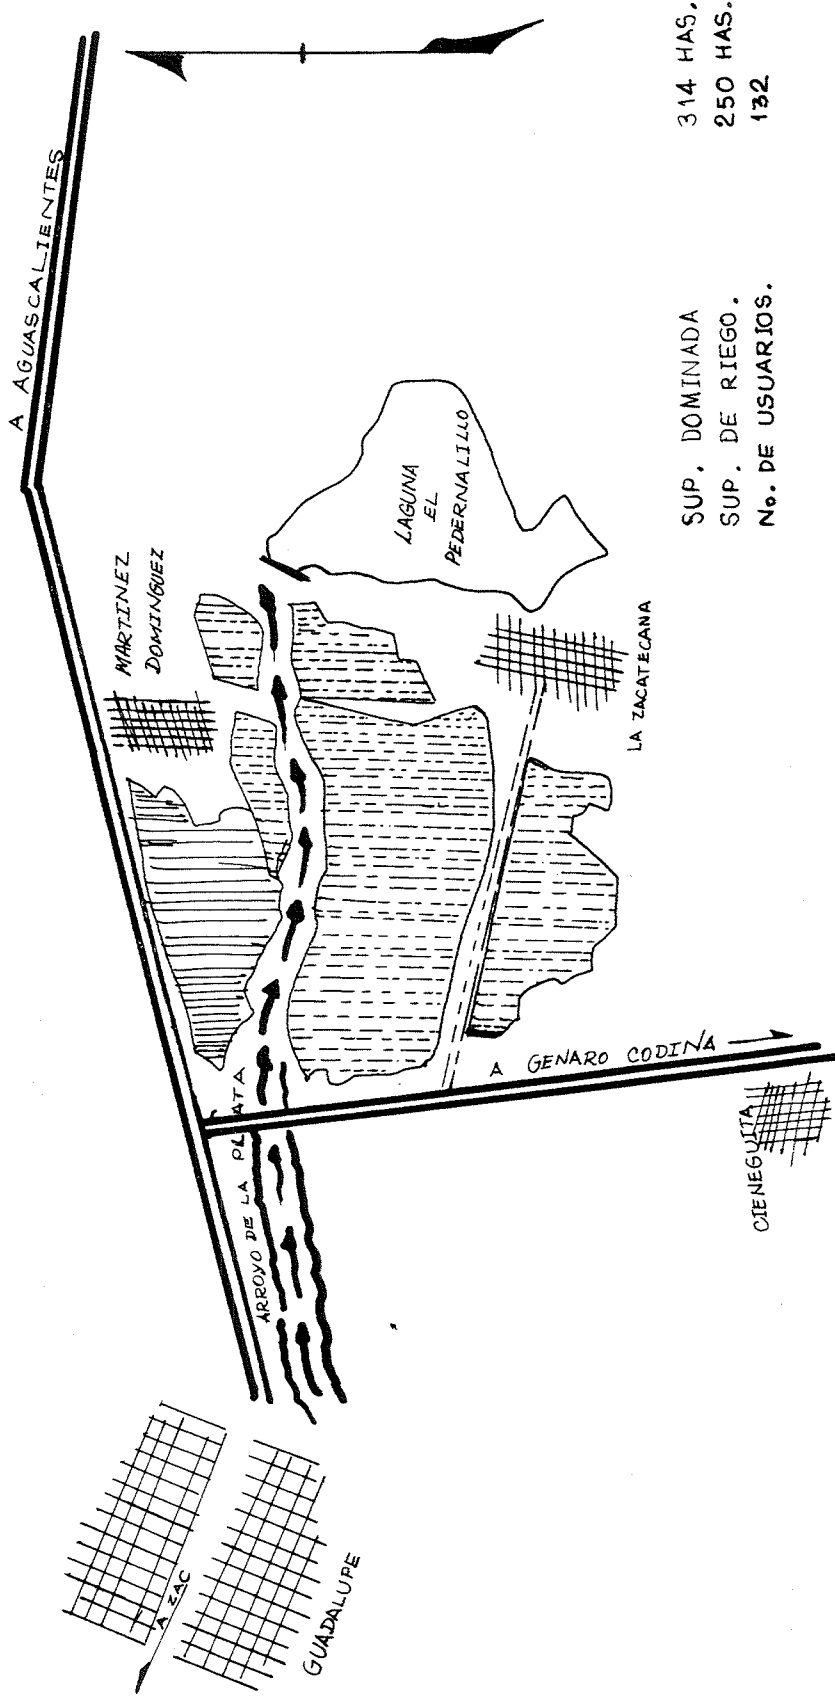 A AGUASCALIENTES
MARTINEZ
DOMINGUEZ
LAGUNA
EL
PEDERNALILLO
ARROYO DE LA PLATA
A ZAC
GUADALUPE
A GENARO CODINA
LA ZACATECANA
CIENEGUITA
SUP. DOMINADA 314 HAS.
SUP. DE RIEGO. 250 HAS.
No. DE USUARIOS. 132